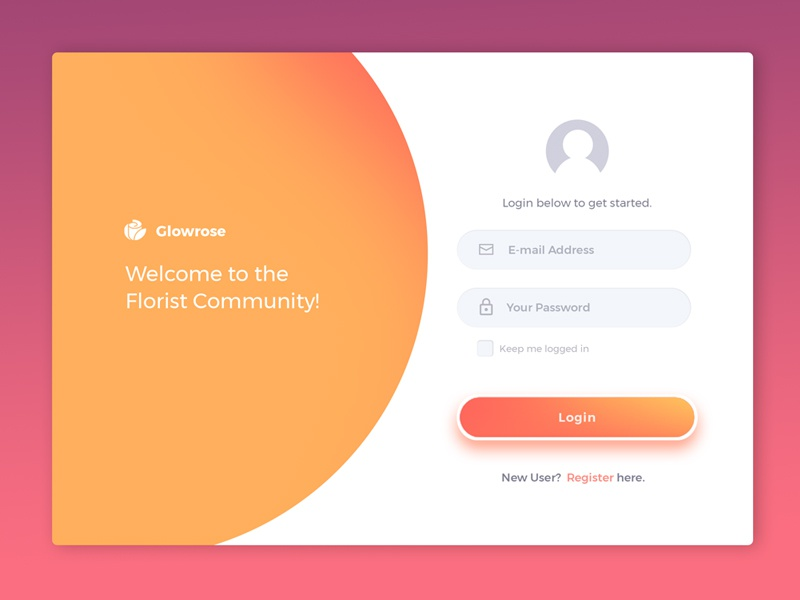 Glowrose
Welcome to the
Florist Community!
Login below to get started.
E-mail Address
Your Password
Keep me logged in
Login
New User? Register here.